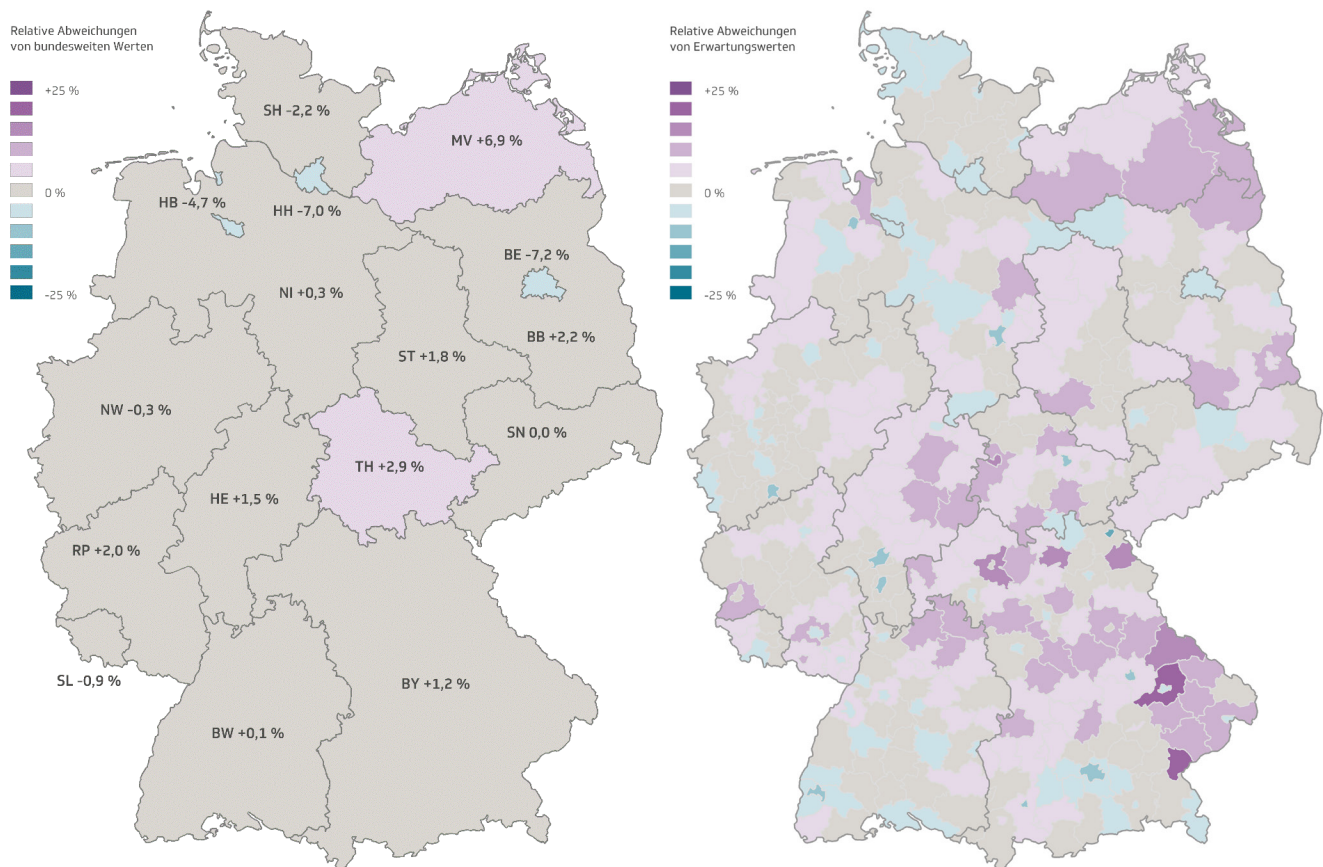 Relative Abweichungen
von bundesweiten Werten
+25 %
0 %
-25 %
SH -2,2 %
MV +6,9 %
HB -4,7 %
HH -7,0 %
BE -7,2 %
NI +0,3 %
BB +2,2 %
ST +1,8 %
NW -0,3 %
SN 0,0 %
TH +2,9 %
HE +1,5 %
RP +2,0 %
SL -0,9 %
BY +1,2 %
BW +0,1 %
Relative Abweichungen
von Erwartungswerten
+25 %
0 %
-25 %